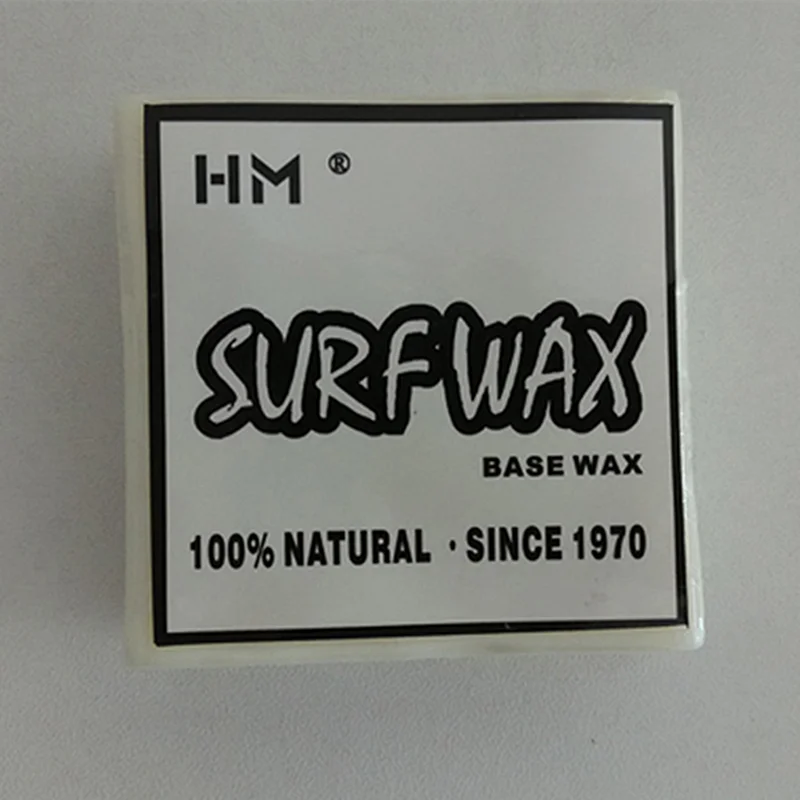 HM ®
SURF WAX
BASE WAX
100% NATURAL · SINCE 1970